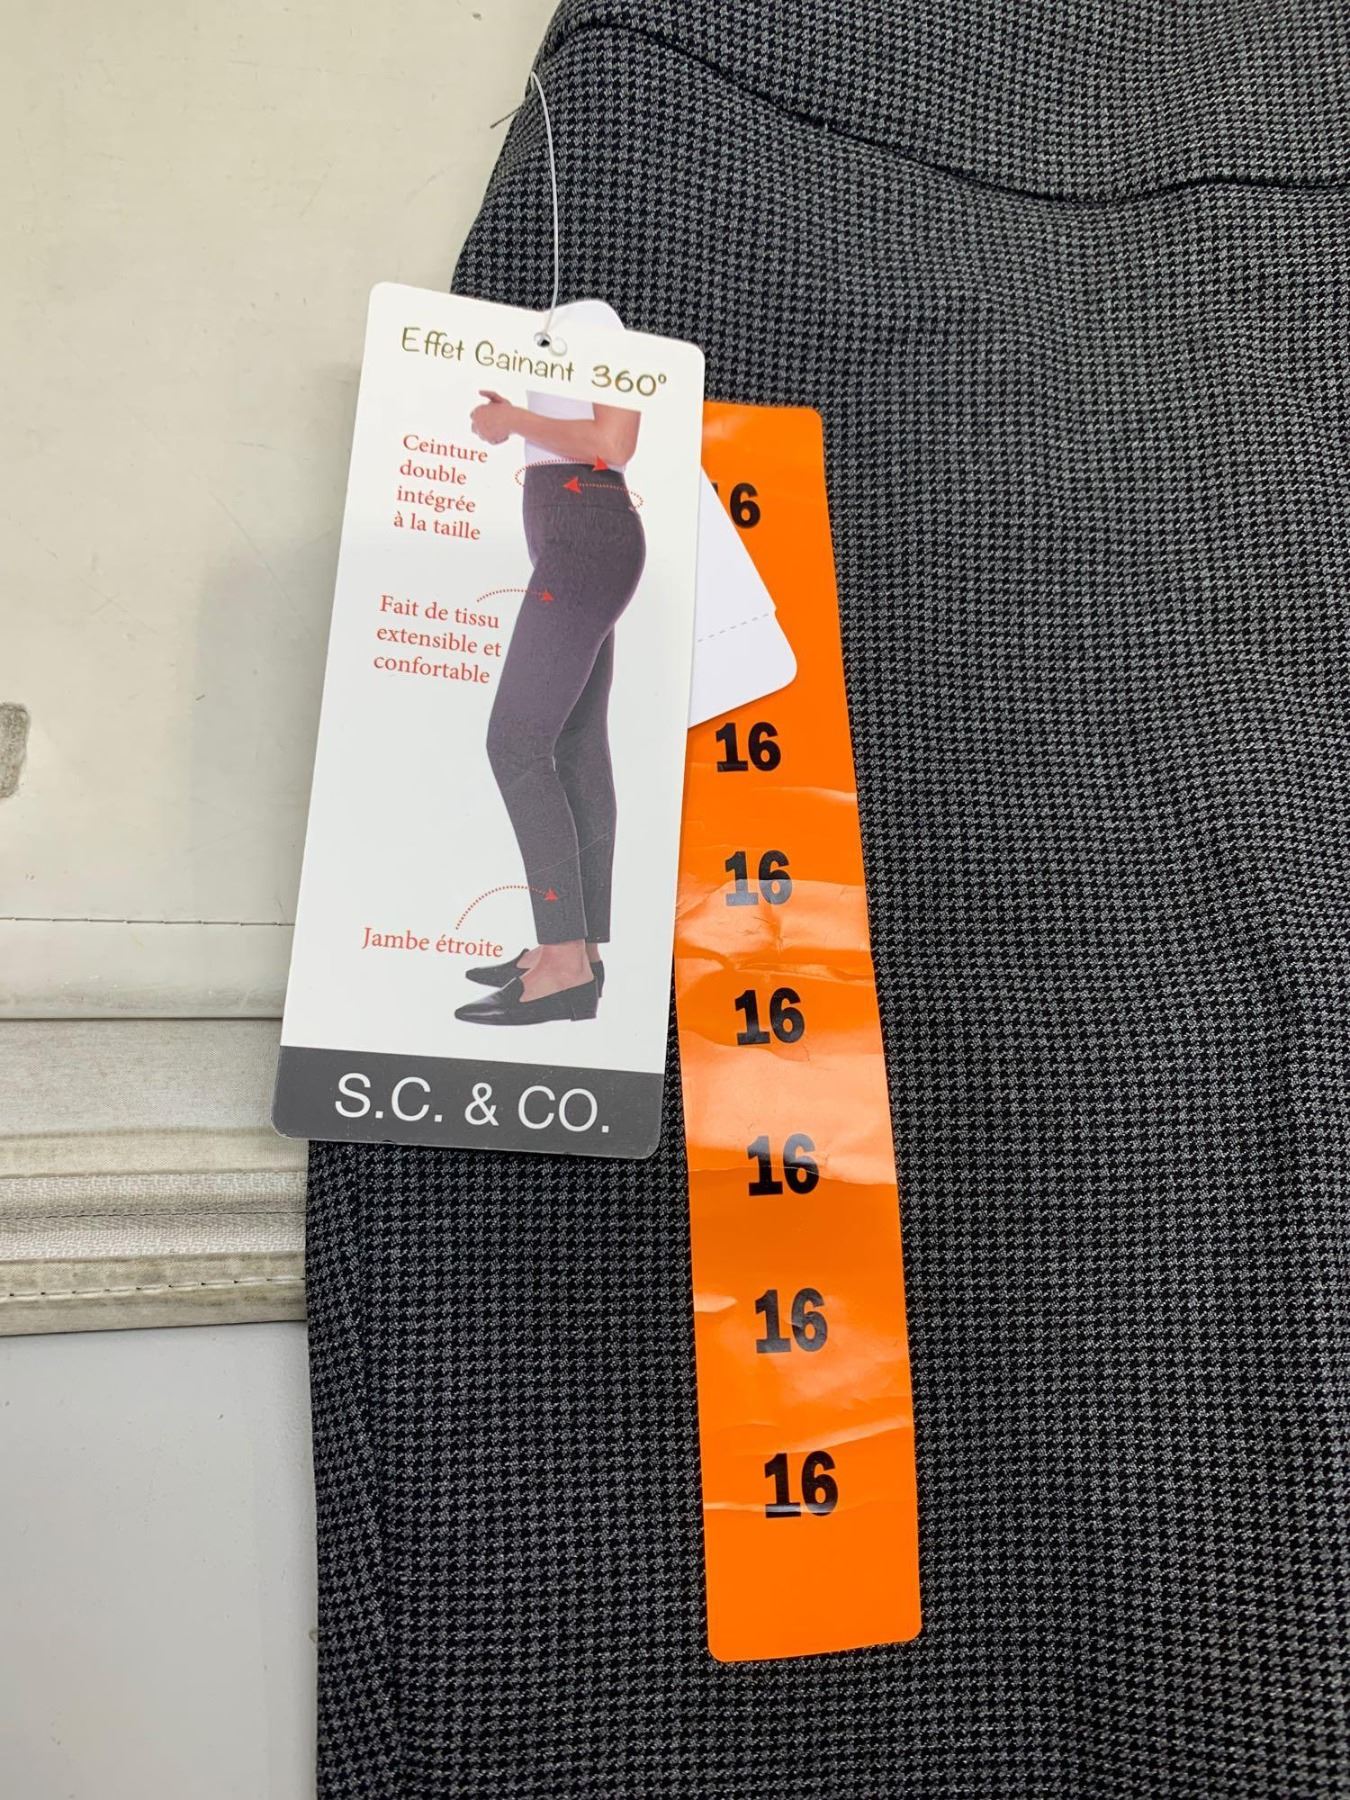 Effet Gainant 360°
Ceinture
double
intégrée
à la taille
Fait de tissu
extensible et
confortable
Jambe étroite
S.C. & CO.
16
16
16
16
16
16
16